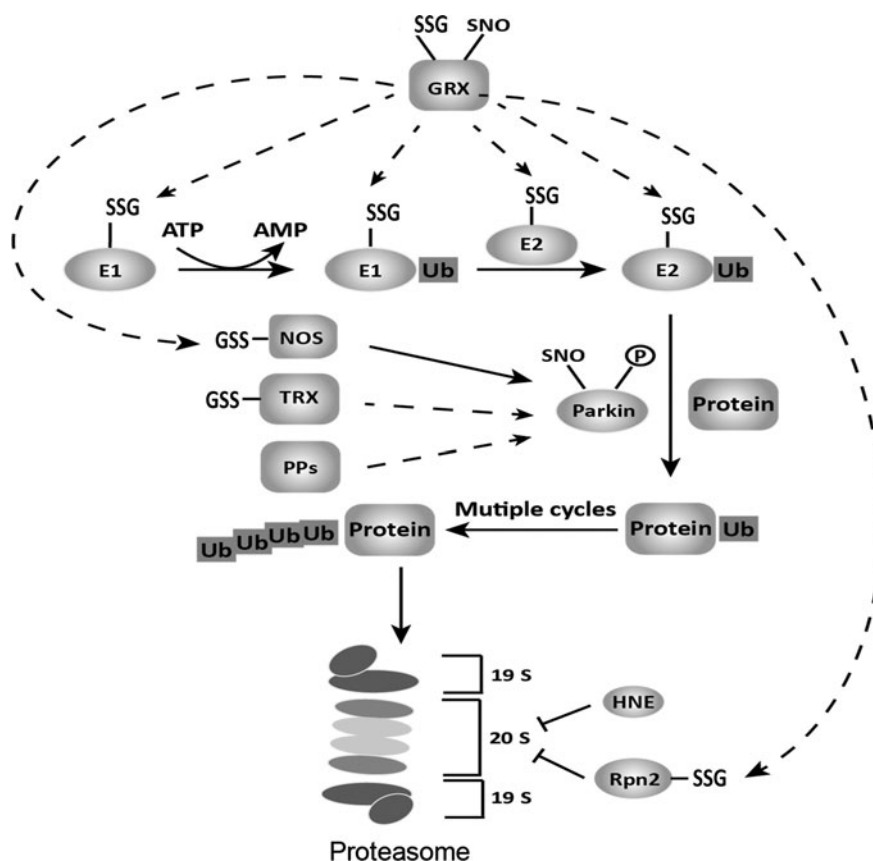 SSG SNO
GRX
SSG
ATP AMP
E1
SSG
E1 Ub
SSG
E2
SSG
E2 Ub
GSS NOS
GSS TRX
PPs
SNO P
Parkin
Protein
Mutiple cycles
Ub Ub Ub Ub Protein
Protein Ub
19 S
20 S
19 S
HNE
Rpn2 SSG
Proteasome